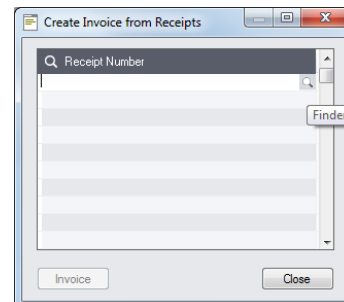 Create Invoice from Receipts
Receipt Number
Finder
Invoice
Close